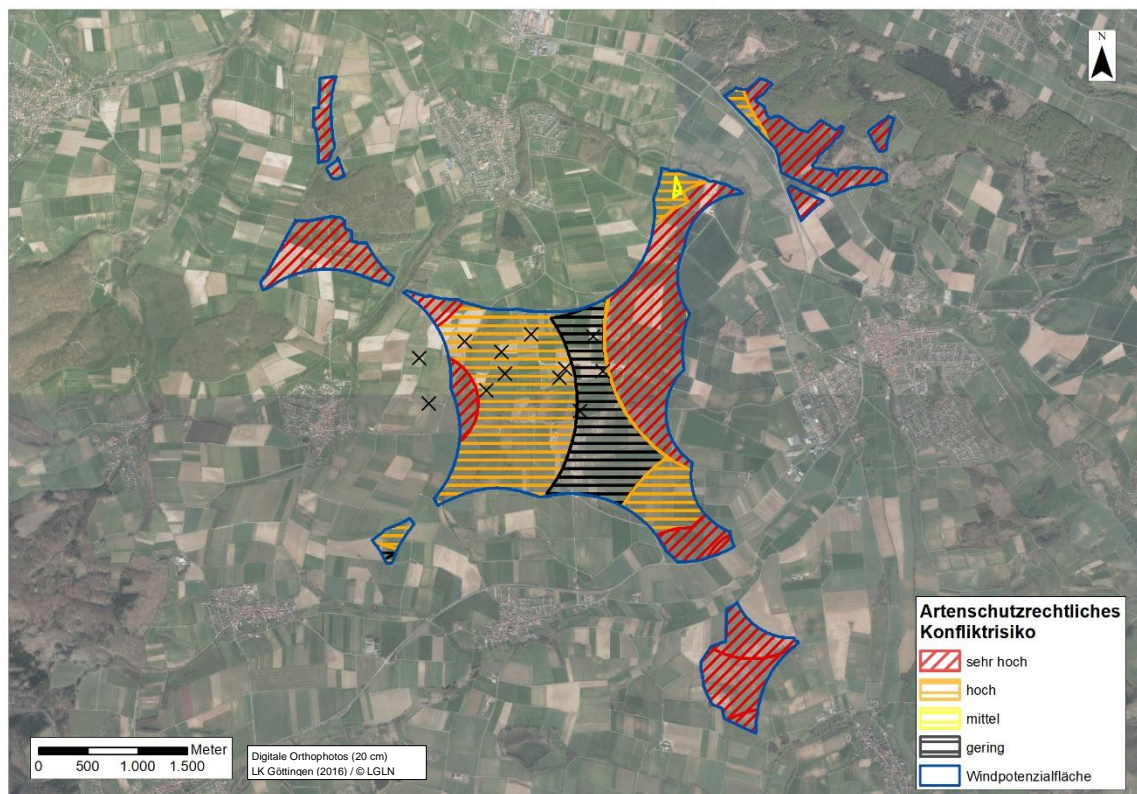 N
Artenschutzrechtliches
Konfliktrisiko
sehr hoch
hoch
mittel
gering
Windpotenzialfläche
Meter
0 500 1.000 1.500
Digitale Orthophotos (20 cm)
LK Göttingen (2016) / © LGLN